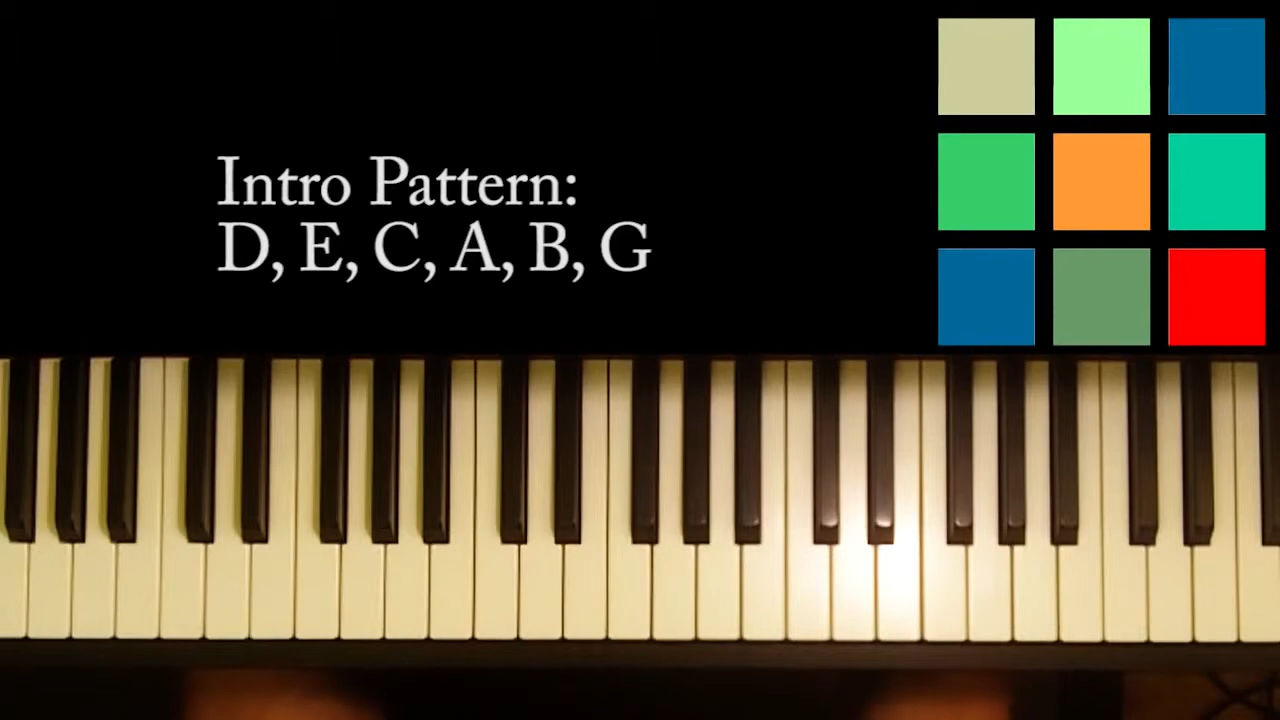 Intro Pattern:
D, E, C, A, B, G